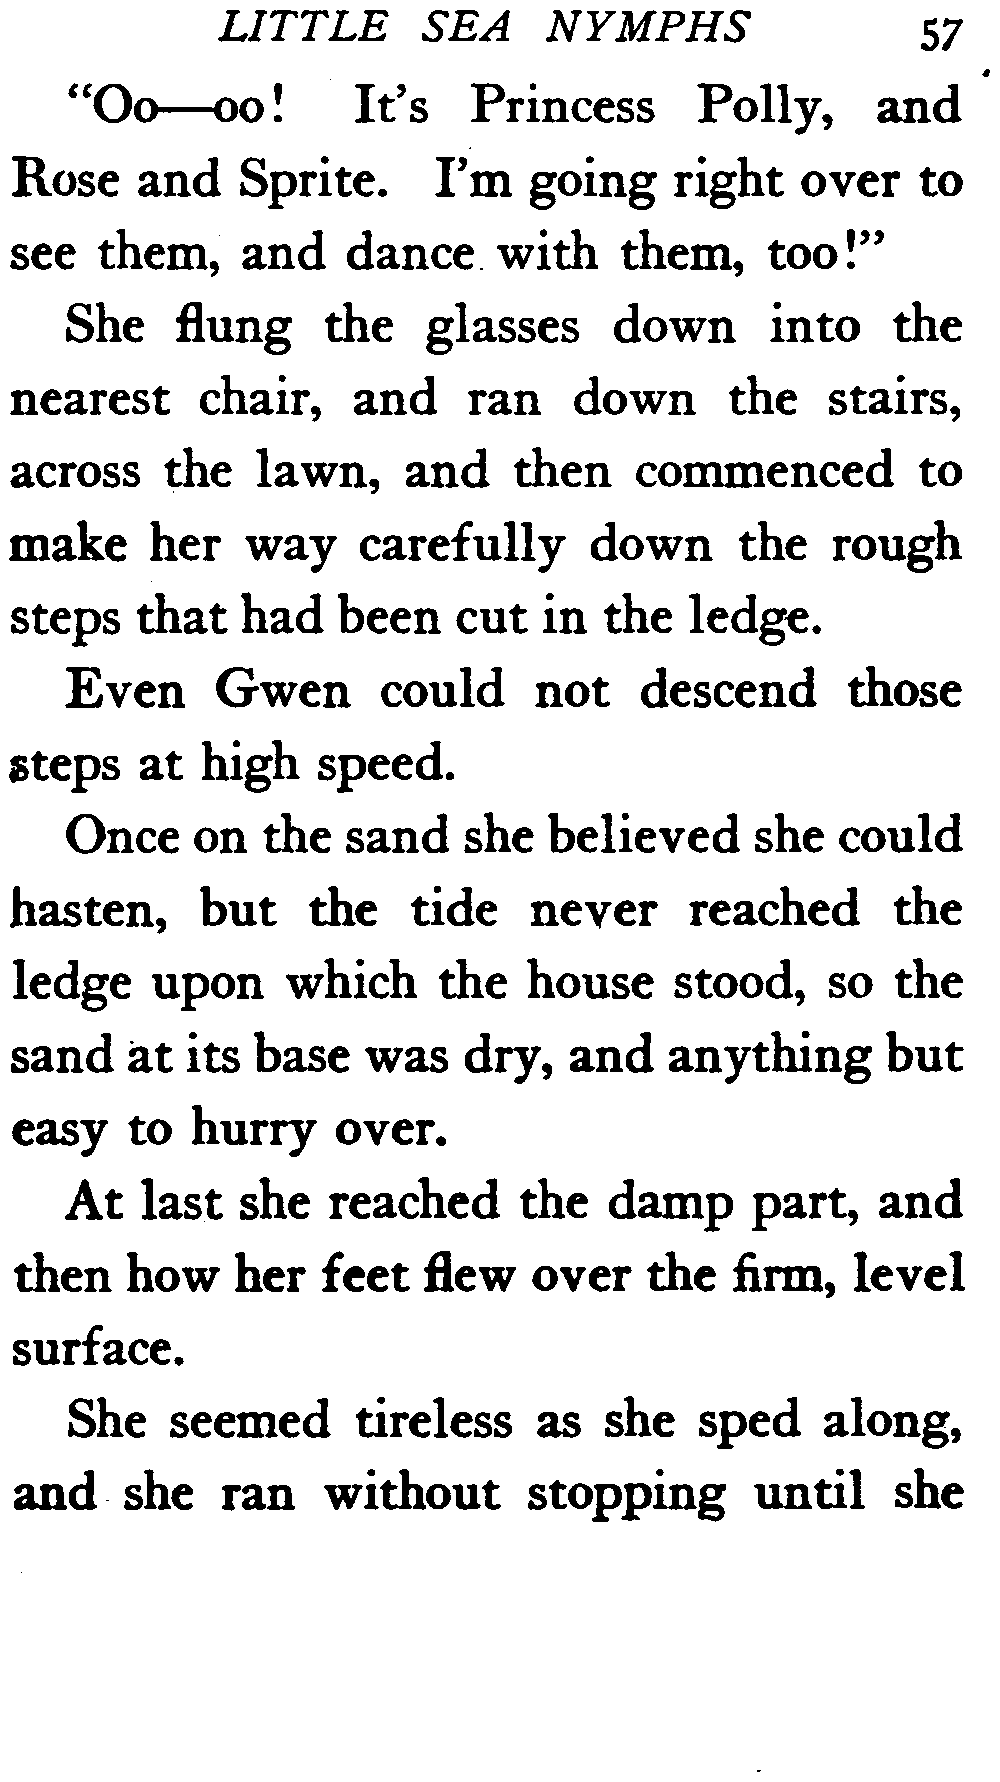 LITTLE SEA NYMPHS 57
"Oo—oo! It's Princess Polly, and
Rose and Sprite. I'm going right over to
see them, and dance with them, too!"
She flung the glasses down into the
nearest chair, and ran down the stairs,
across the lawn, and then commenced to
make her way carefully down the rough
steps that had been cut in the ledge.
Even Gwen could not descend those
steps at high speed.
Once on the sand she believed she could
hasten, but the tide never reached the
ledge upon which the house stood, so the
sand at its base was dry, and anything but
easy to hurry over.
At last she reached the damp part, and
then how her feet flew over the firm, level
surface.
She seemed tireless as she sped along,
and she ran without stopping until she